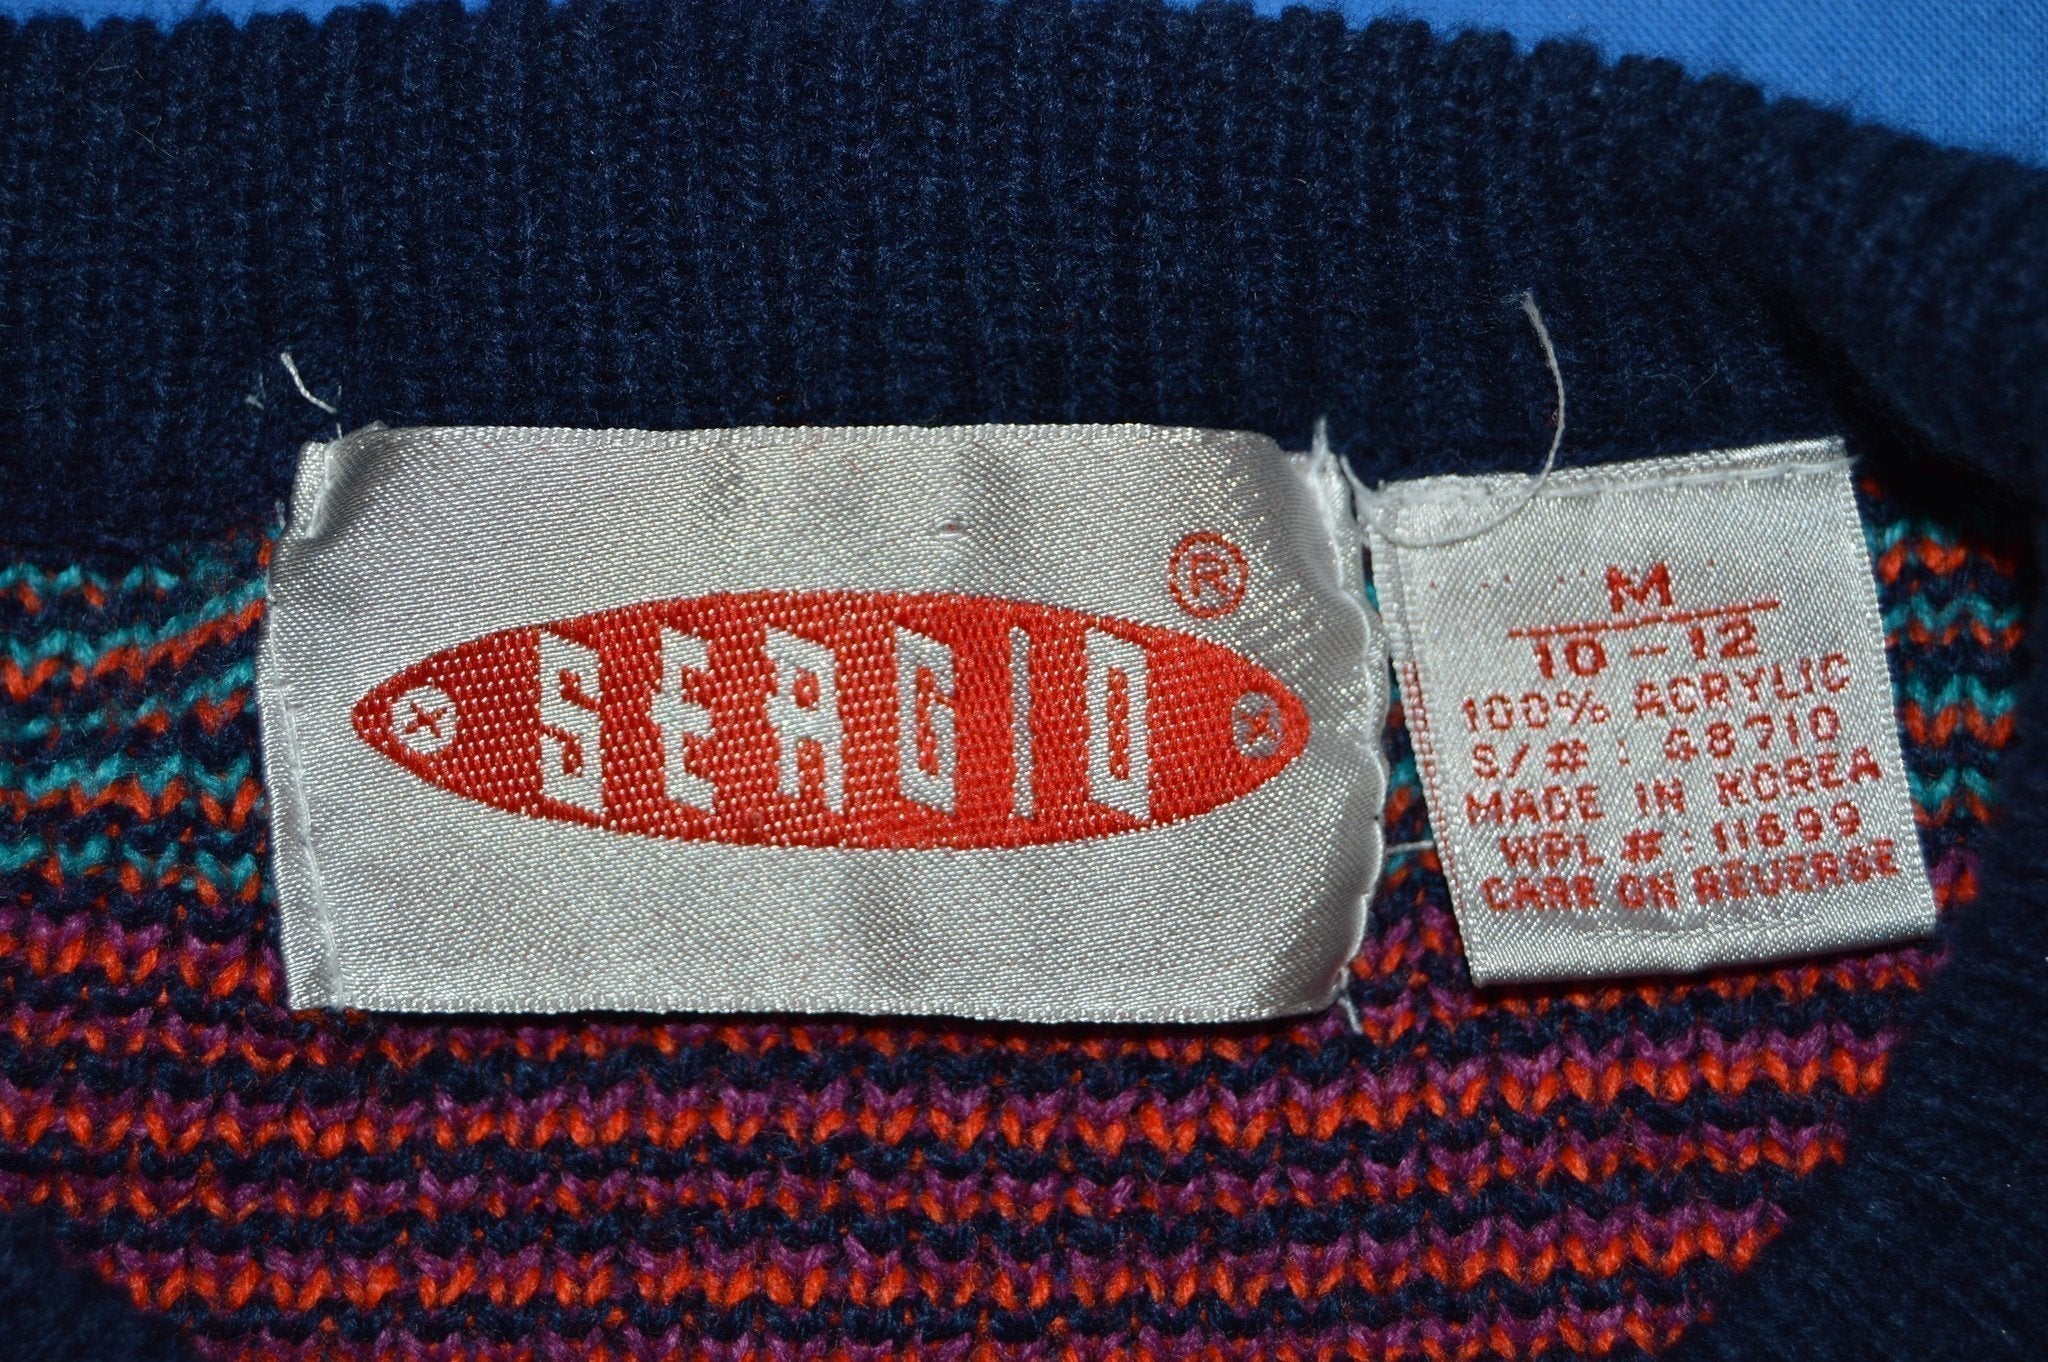 SERGIO
®
M
10-12
100% ACRYLIC
S/#: 48710
MADE IN KOREA
WPL #: 11699
CARE ON REVERSE